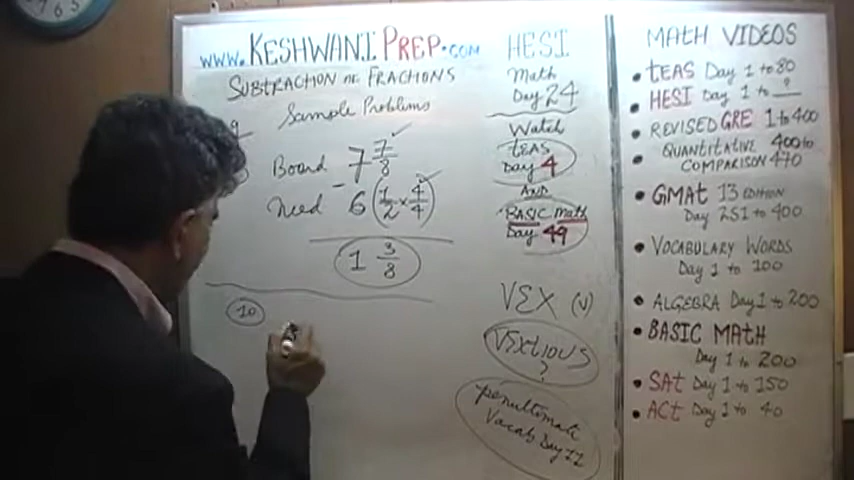 www.KESHWANIPREP.COM
SUBTRACTION OF FRACTIONS
Sample Problems
9
Board 7 7/8
Need - 6 (1/2 × 4/4)
1 3/8
10
HESI
Math
Day 24
Watch
TEAS
Day 4
AND
BASIC Math
Day 49
VEX (V)
VEXTIOUS
?
penultimate
Vocab Day 12
MATH VIDEOS
• TEAS Day 1 to 80
• HESI Day 1 to 9
• REVISED GRE 1 to 400
• QUANTITATIVE 400 to
COMPARISON 470
• GMAT 13 EDITION
Day 251 to 400
• VOCABULARY WORDS
Day 1 to 100
• ALGEBRA Day 1 to 200
• BASIC MATH
Day 1 to 200
• SAT Day 1 to 150
• ACT Day 1 to 40